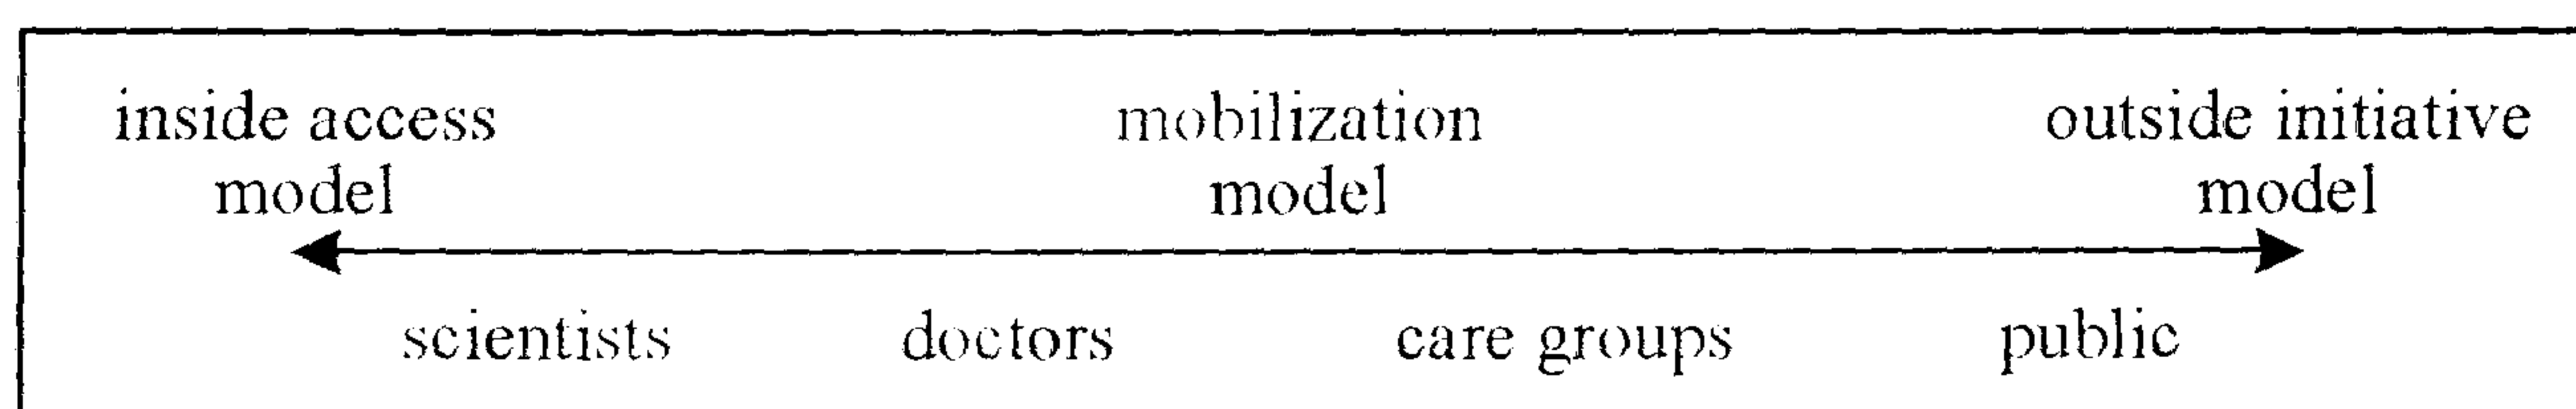 inside access mobilization outside initiative
model model model
scientists doctors care groups public